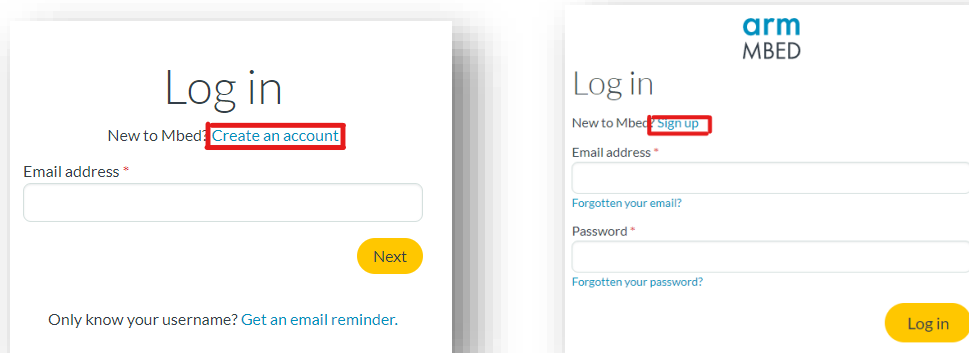 Log in
New to Mbed? Create an account
Email address *
Next
Only know your username? Get an email reminder.
arm
MBED
Log in
New to Mbed? Sign up
Email address *
Forgotten your email?
Password *
Forgotten your password?
Log in